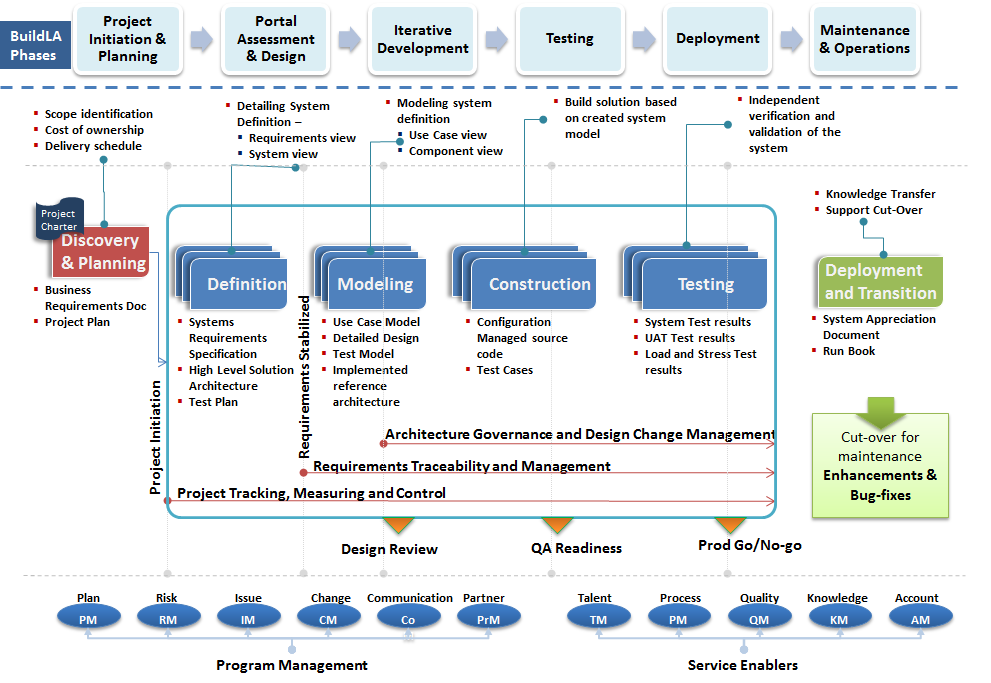 BuildLA
Phases
Project
Initiation &
Planning
Portal
Assessment
& Design
Iterative
Development
Testing
Deployment
Maintenance
& Operations
Scope identification
Cost of ownership
Delivery schedule
Detailing System
Definition –
Requirements view
System view
Modeling system
definition
Use Case view
Component view
Build solution based
on created system
model
Independent
verification and
validation of the
system
Knowledge Transfer
Support Cut-Over
Project
Charter
Discovery
& Planning
Business
Requirements Doc
Project Plan
Definition
Modeling
Construction
Testing
Deployment
and Transition
Systems
Requirements
Specification
High Level Solution
Architecture
Test Plan
Use Case Model
Detailed Design
Test Model
Implemented
reference
architecture
Configuration
Managed source
code
Test Cases
System Test results
UAT Test results
Load and Stress Test
results
System Appreciation
Document
Run Book
Project Initiation
Requirements Stabilized
Architecture Governance and Design Change Management
Requirements Traceability and Management
Project Tracking, Measuring and Control
Cut-over for
maintenance
Enhancements &
Bug-fixes
Design Review
QA Readiness
Prod Go/No-go
Plan
PM
Risk
RM
Issue
IM
Change
CM
Communication
Co
Partner
PrM
Talent
TM
Process
PM
Quality
QM
Knowledge
KM
Account
AM
Program Management
Service Enablers